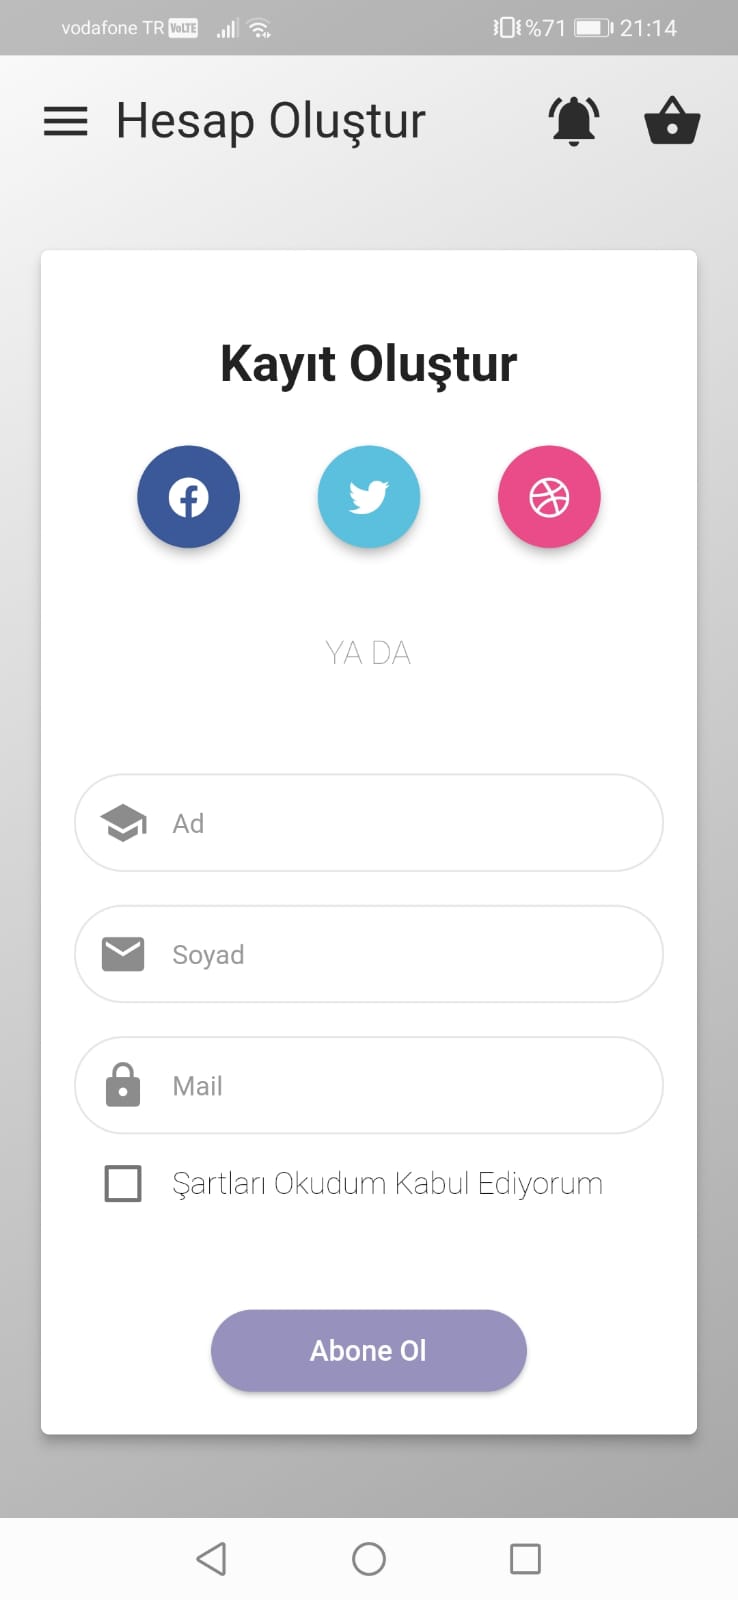 vodafone TR VoLTE %71 21:14
Hesap Oluştur
Kayıt Oluştur
YA DA
Ad
Soyad
Mail
Şartları Okudum Kabul Ediyorum
Abone Ol